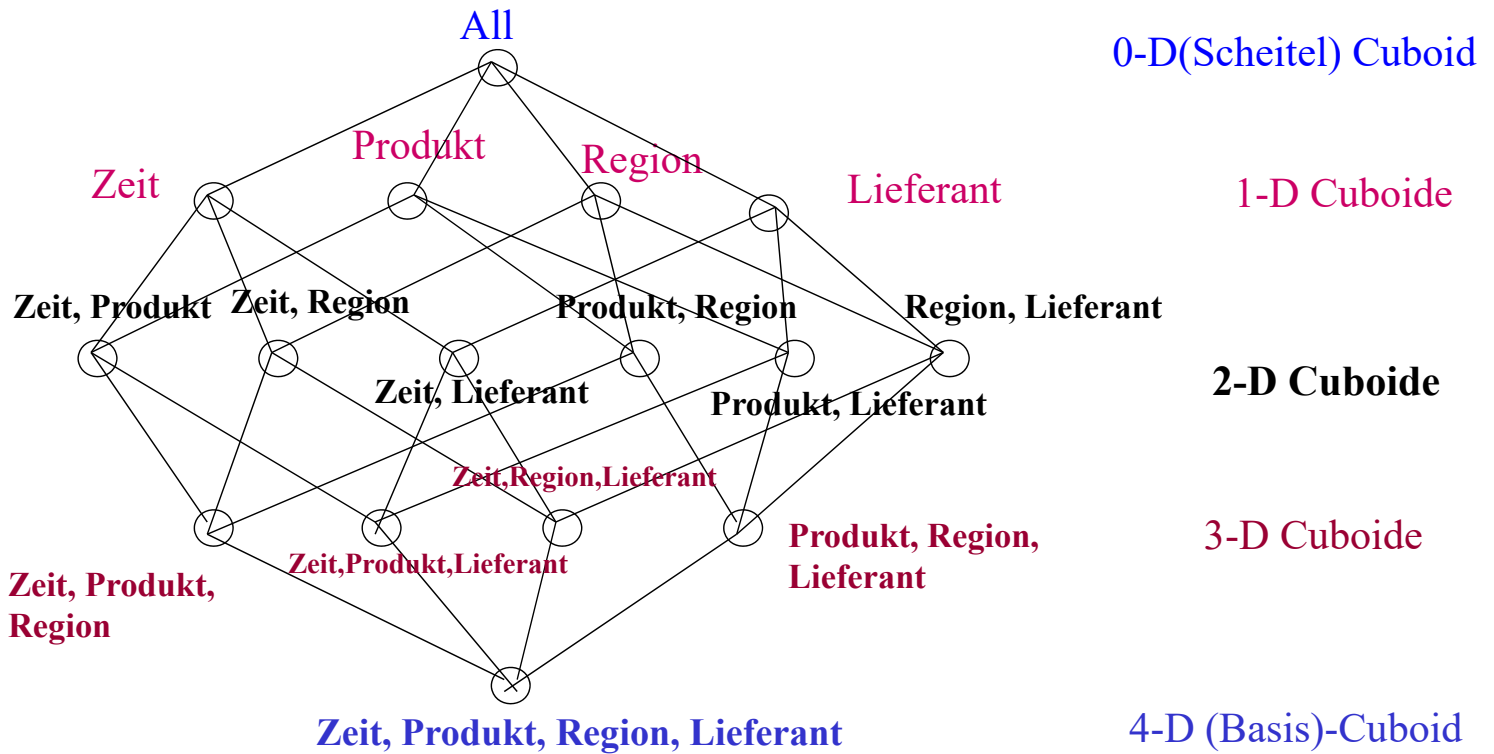 All
0-D(Scheitel) Cuboid
Zeit
Produkt
Region
Lieferant
1-D Cuboide
Zeit, Produkt
Zeit, Region
Produkt, Region
Region, Lieferant
Zeit, Lieferant
Produkt, Lieferant
2-D Cuboide
Zeit,Region,Lieferant
Zeit,Produkt,Lieferant
Produkt, Region,
Lieferant
3-D Cuboide
Zeit, Produkt,
Region
Zeit, Produkt, Region, Lieferant
4-D (Basis)-Cuboid